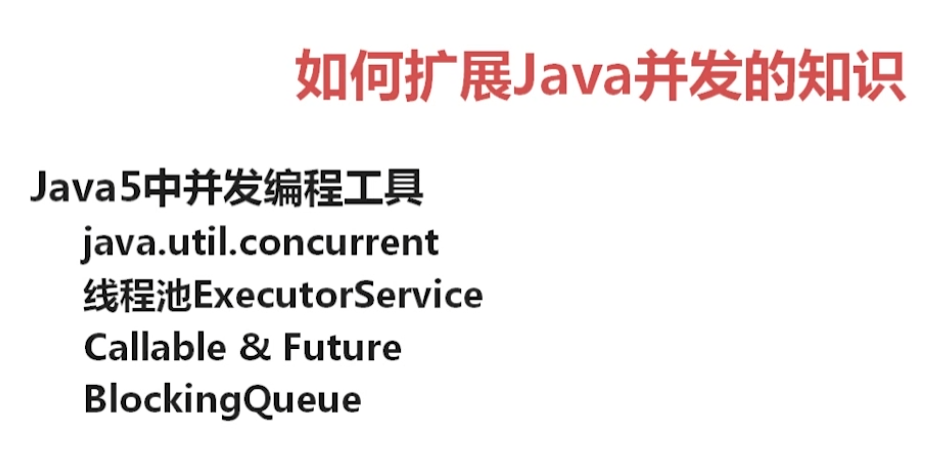 如何扩展Java并发的知识
Java5中并发编程工具
java.util.concurrent
线程池ExecutorService
Callable & Future
BlockingQueue